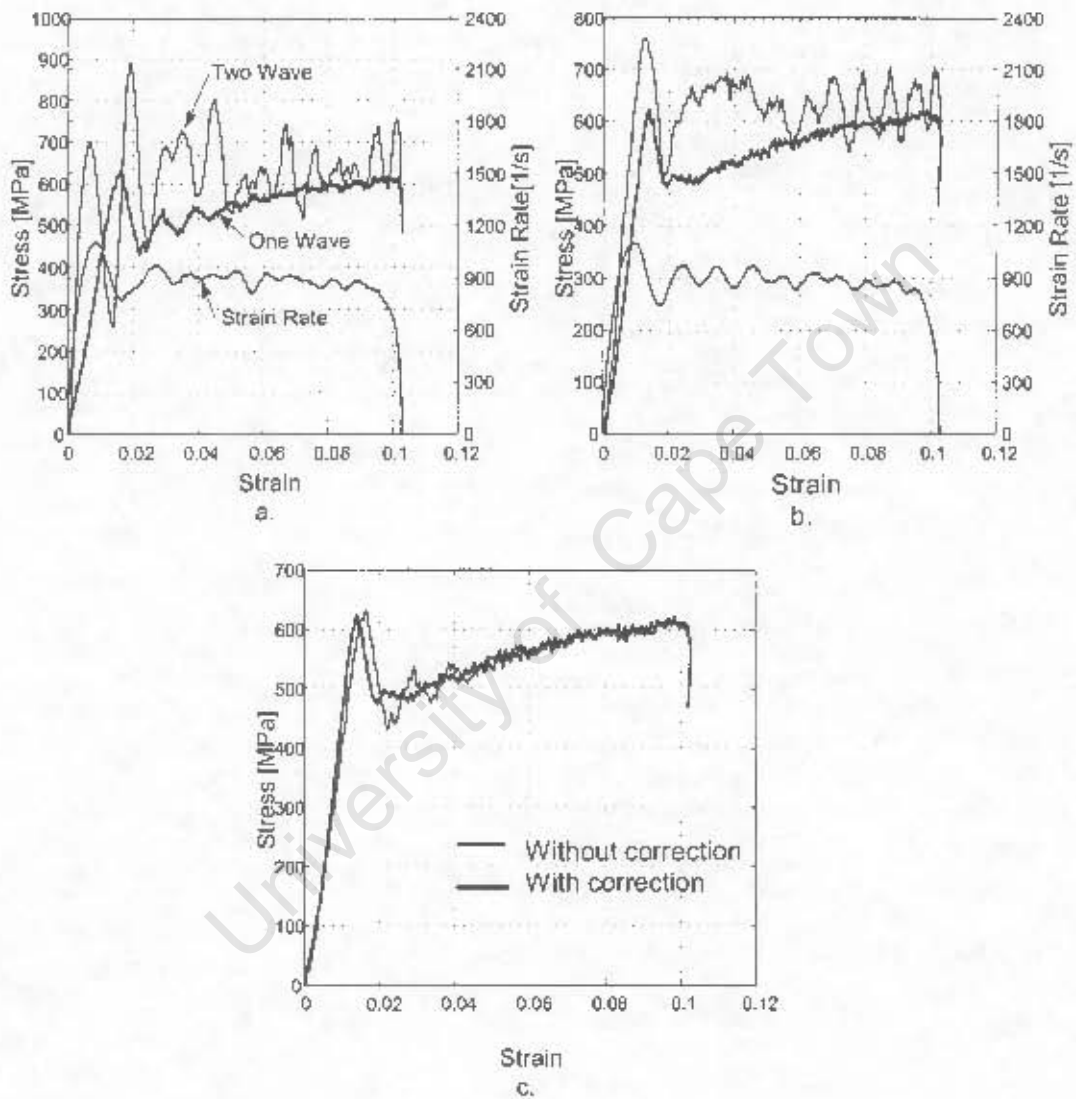 1000
900
800
700
600
500
400
300
200
100
0
Stress [MPa]
2400
2100
1800
1500
1200
900
600
300
0
Strain Rate[1/s]
Two Wave
One Wave
Strain Rate
0 0.02 0.04 0.06 0.08 0.1 0.12
Strain
a.
800
700
600
500
400
300
200
100
0
Stress [MPa]
2400
2100
1800
1500
1200
900
600
300
0
Strain Rate [1/s]
0 0.02 0.04 0.06 0.08 0.1 0.12
Strain
b.
700
600
500
400
300
200
100
0
Stress [MPa]
Without correction
With correction
0 0.02 0.04 0.06 0.08 0.1 0.12
Strain
c.
University of Cape Town